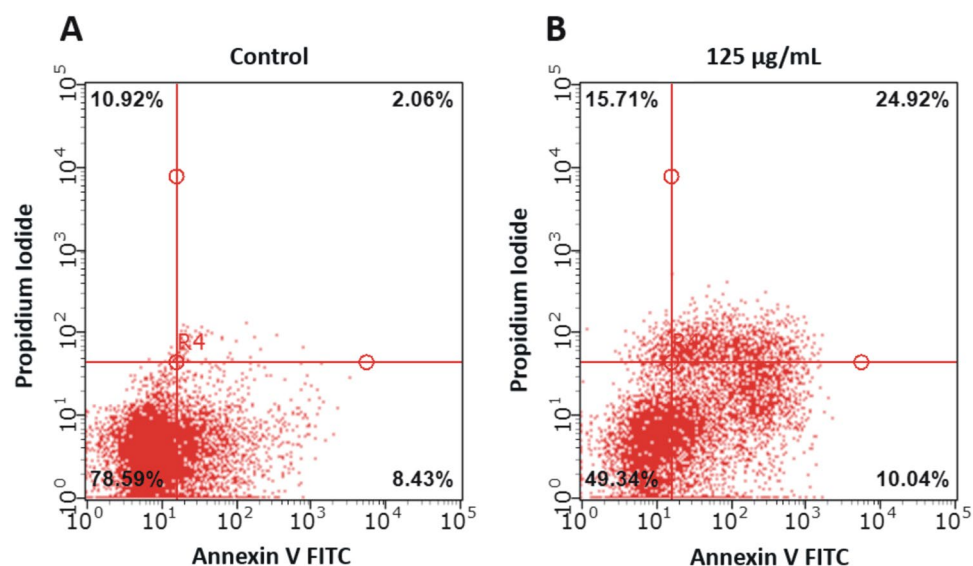 A
Control
10.92%
2.06%
R4
78.59%
8.43%
10⁵
10⁴
10³
10²
10¹
10⁰
10⁰ 10¹ 10² 10³ 10⁴ 10⁵
Propidium Iodide
Annexin V FITC
B
125 µg/mL
15.71%
24.92%
49.34%
10.04%
10⁵
10⁴
10³
10²
10¹
10⁰
10⁰ 10¹ 10² 10³ 10⁴ 10⁵
Propidium Iodide
Annexin V FITC